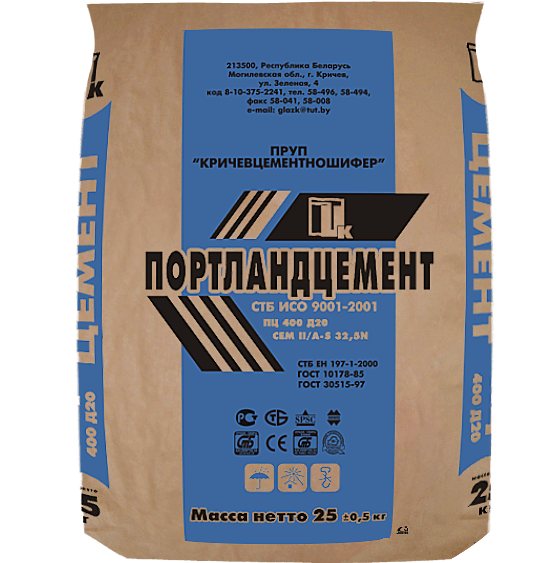 213500, Республика Беларусь
Могилевская обл., г. Кричев,
ул. Зеленая, 4
код 8-10-375-2241, тел. 58-496, 58-494,
факс 58-041, 58-008
e-mail: glazk@tut.by
ПРУП
"КРИЧЕВЦЕМЕНТНОШИФЕР"
К
ПОРТЛАНДЦЕМЕНТ
СТБ ИСО 9001-2001
ПЦ 400 Д20
CEM II/A-S 32,5N
СТБ ЕН 197-1-2000
ГОСТ 10178-85
ГОСТ 30515-97
Масса нетто 25 ±0,5 кг
ЦЕМЕНТ
400 Д20
ЦЕМЕНТ
400 Д20
К